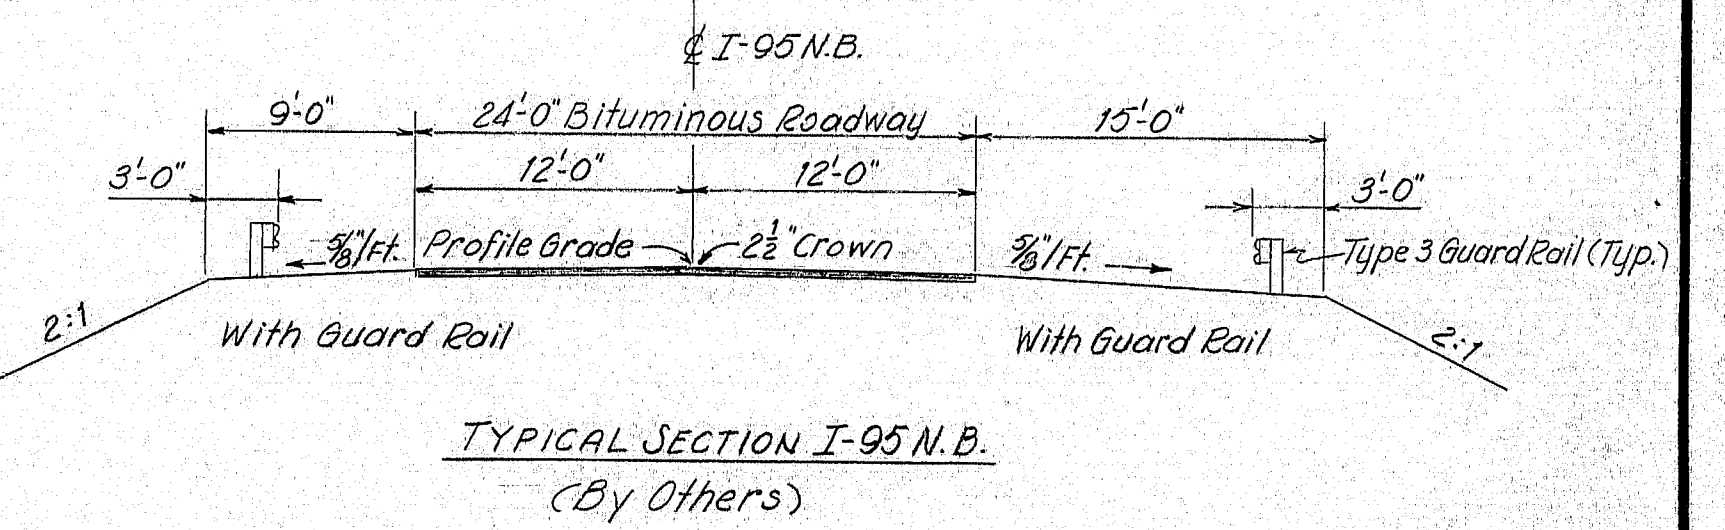 ℄ I-95 N.B.
9'-0" 24'-0" Bituminous Roadway 15'-0"
3'-0" 12'-0" 12'-0" 3'-0"
5/8"/Ft. Profile Grade 2 1/2" Crown 5/8"/Ft. Type 3 Guard Rail (Typ.)
2:1 With Guard Rail With Guard Rail 2:1
TYPICAL SECTION I-95 N.B.
(By Others)